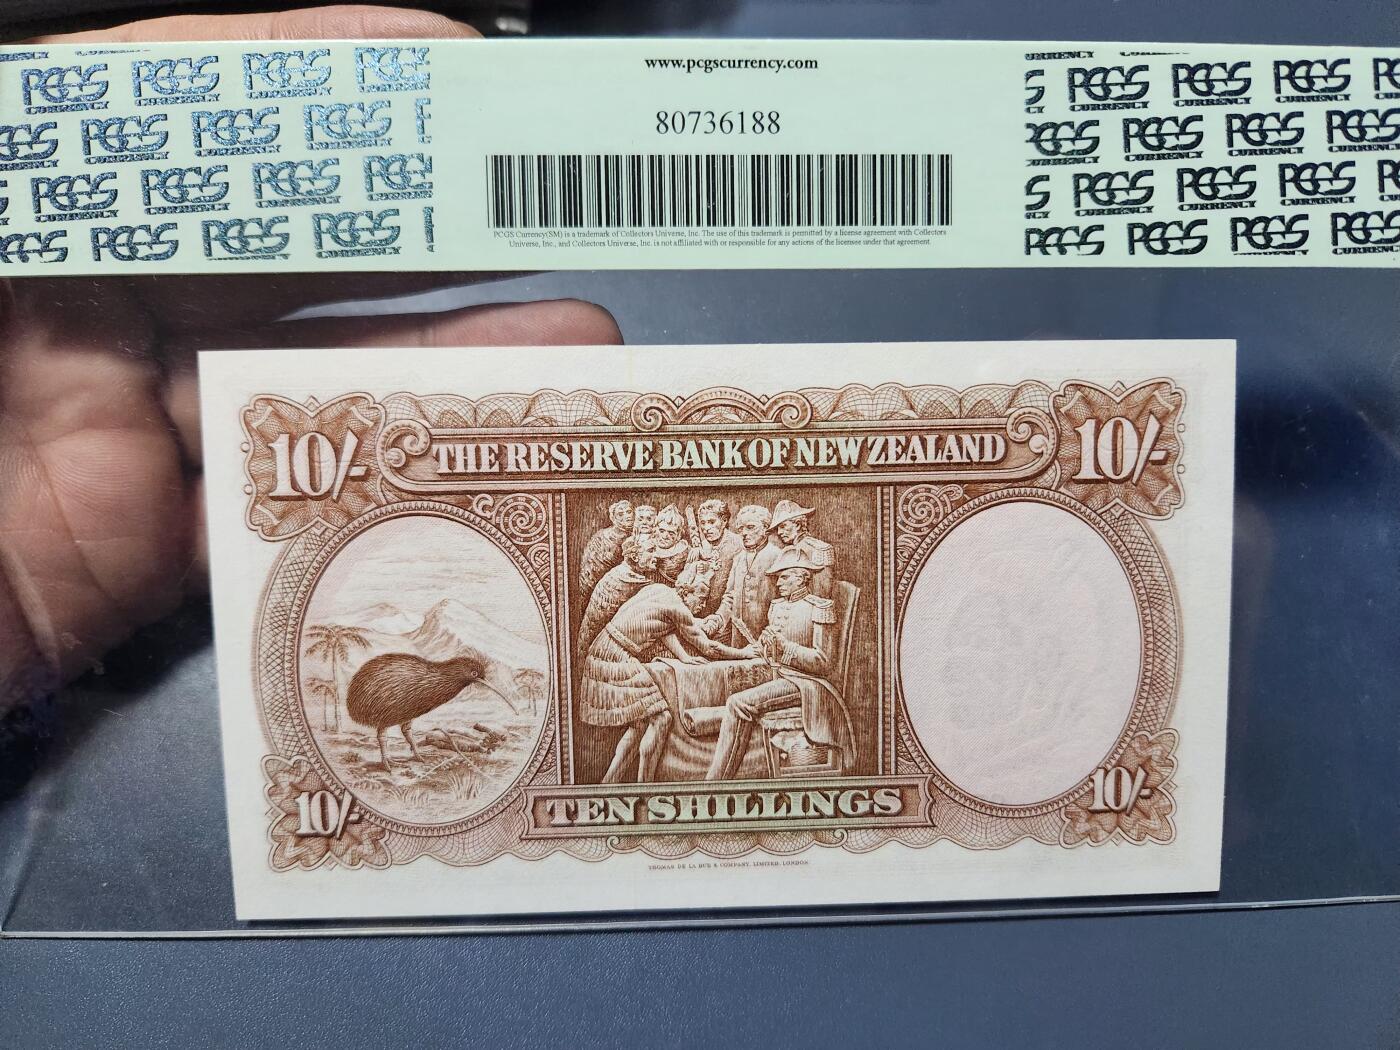 PCGS CURRENCY
www.pcgscurrency.com
80736188
PCGS Currency(SM) is a trademark of Collectors Universe, Inc. The use of this trademark is permitted by a license agreement with Collectors
Universe, Inc., and Collectors Universe, Inc. is not affiliated with or responsible for any actions of the licensee under that agreement.
10/- THE RESERVE BANK OF NEW ZEALAND 10/-
10/- TEN SHILLINGS 10/-
THOMAS DE LA RUE & COMPANY, LIMITED, LONDON